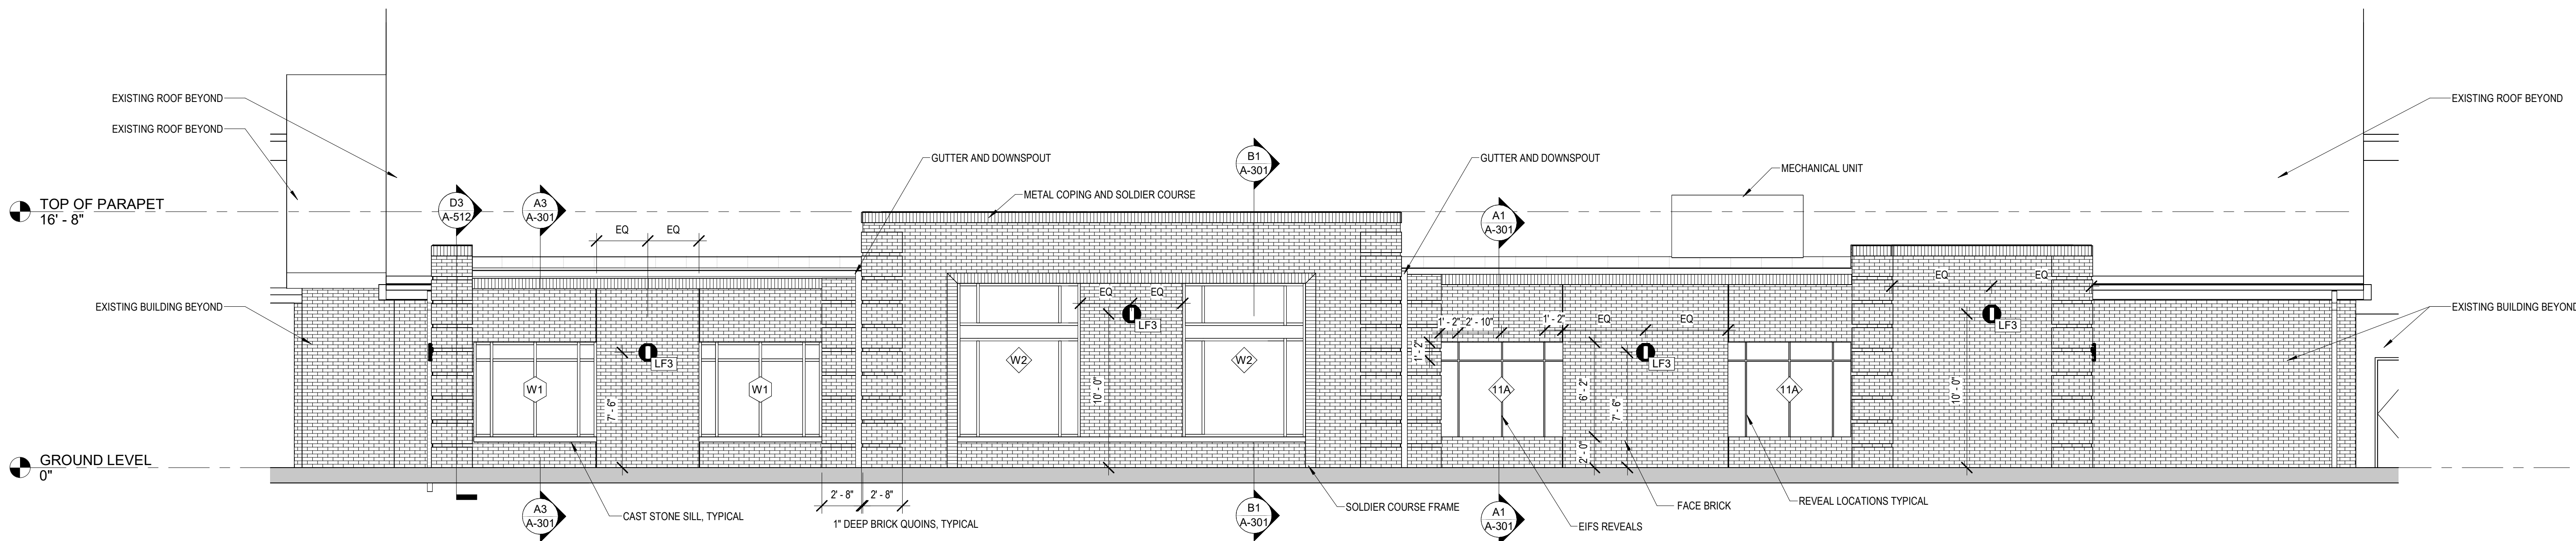 EXISTING ROOF BEYOND
EXISTING ROOF BEYOND
TOP OF PARAPET
16' - 8"
EXISTING BUILDING BEYOND
GROUND LEVEL
0"
D3
A-512
A3
A-301
EQ
EQ
GUTTER AND DOWNSPOUT
METAL COPING AND SOLDIER COURSE
B1
A-301
GUTTER AND DOWNSPOUT
A1
A-301
MECHANICAL UNIT
EXISTING ROOF BEYOND
EXISTING BUILDING BEYOND
W1
7' - 6"
LF3
W1
W2
EQ
EQ
LF3
10' - 0"
W2
1' - 2"
2' - 10"
1' - 2"
EQ
EQ
1' - 2"
11A
LF3
6' - 2"
7' - 6"
2' - 0"
11A
EQ
EQ
LF3
10' - 0"
A3
A-301
CAST STONE SILL, TYPICAL
2' - 8"
2' - 8"
1" DEEP BRICK QUOINS, TYPICAL
B1
A-301
SOLDIER COURSE FRAME
A1
A-301
EIFS REVEALS
FACE BRICK
REVEAL LOCATIONS TYPICAL